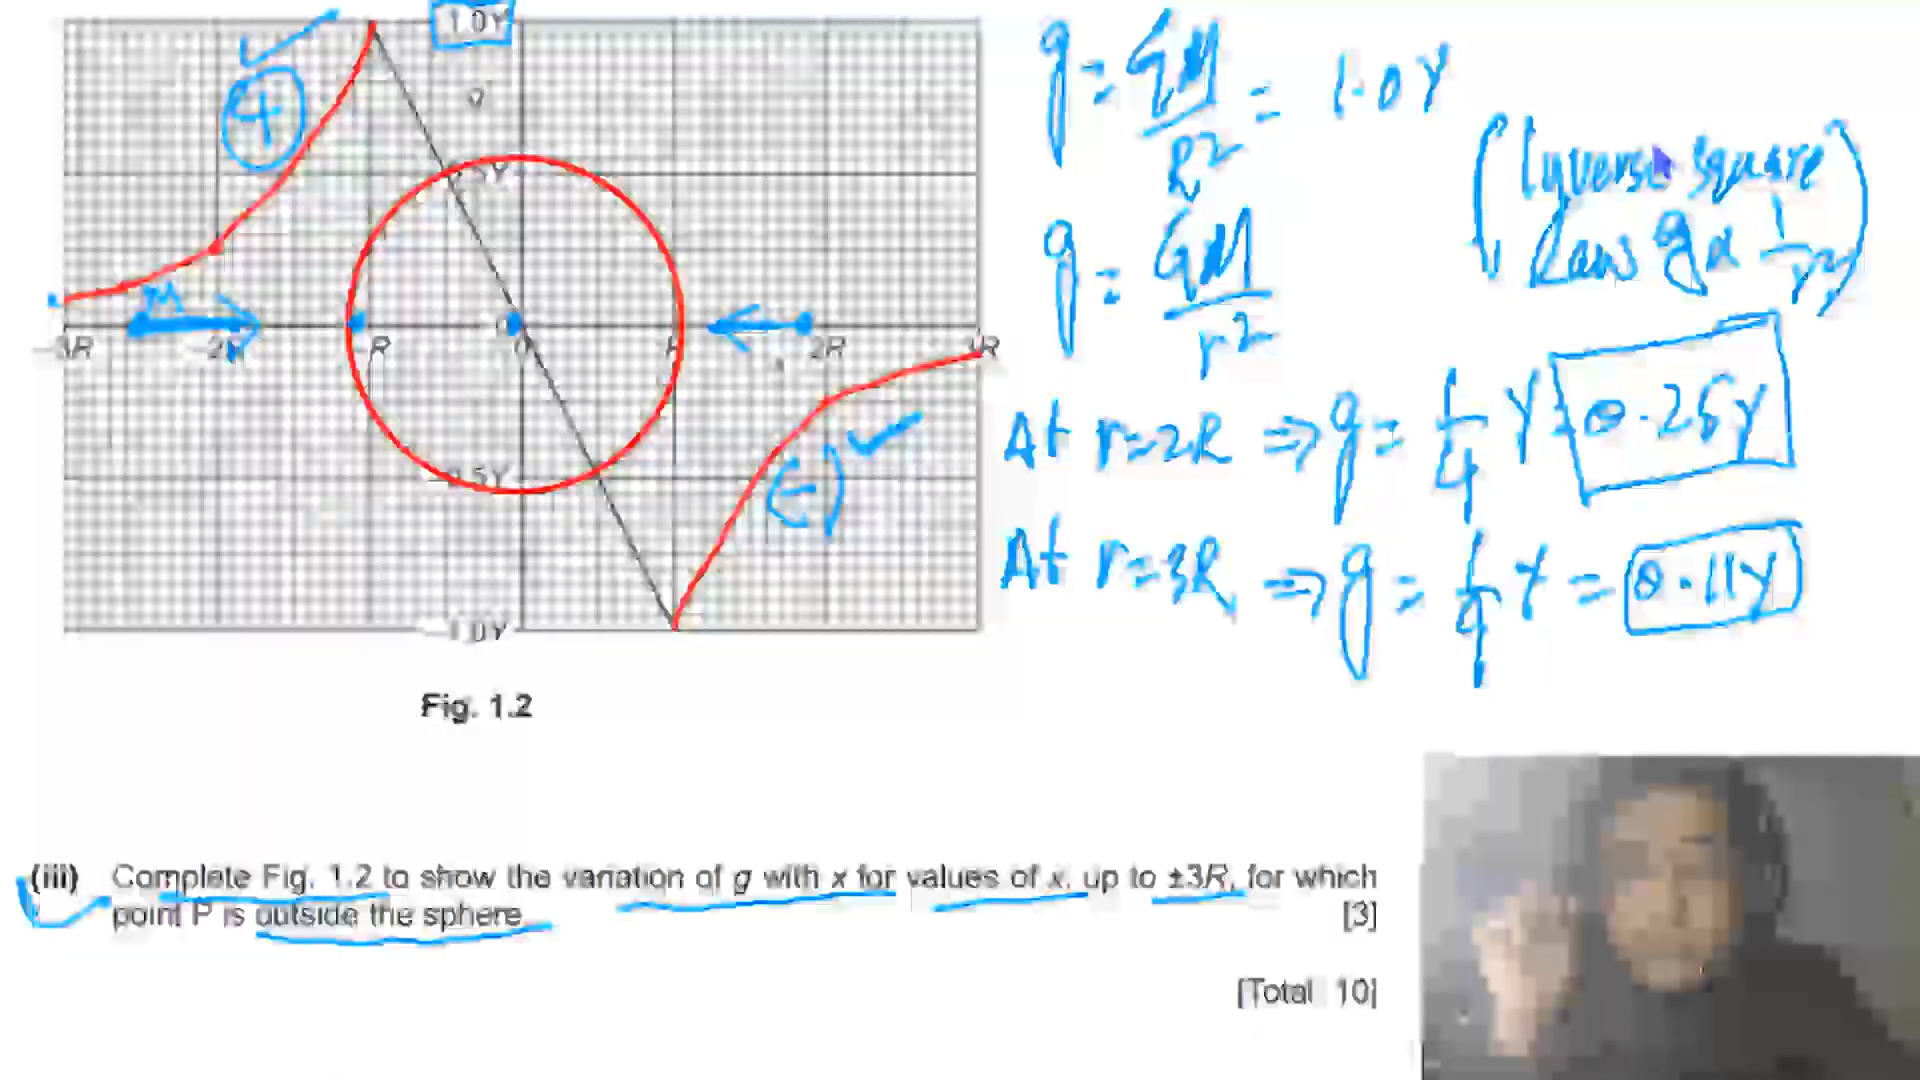 1.0Y
+
g = GM/R² = 1.0Y
(Inverse square
Law g α 1/r²)
g = GM/r²
M
-3R -2R -R 0 R 2R 3R
At r=2R ⇒ g = 1/4 Y = 0.25Y
0.5Y
(-)
At r=3R, ⇒ g = 1/9 Y = 0.11Y
1.0Y
Fig. 1.2
(iii) Complete Fig. 1.2 to show the variation of g with x for values of x, up to ±3R, for which
point P is outside the sphere.
[3]
[Total 10]